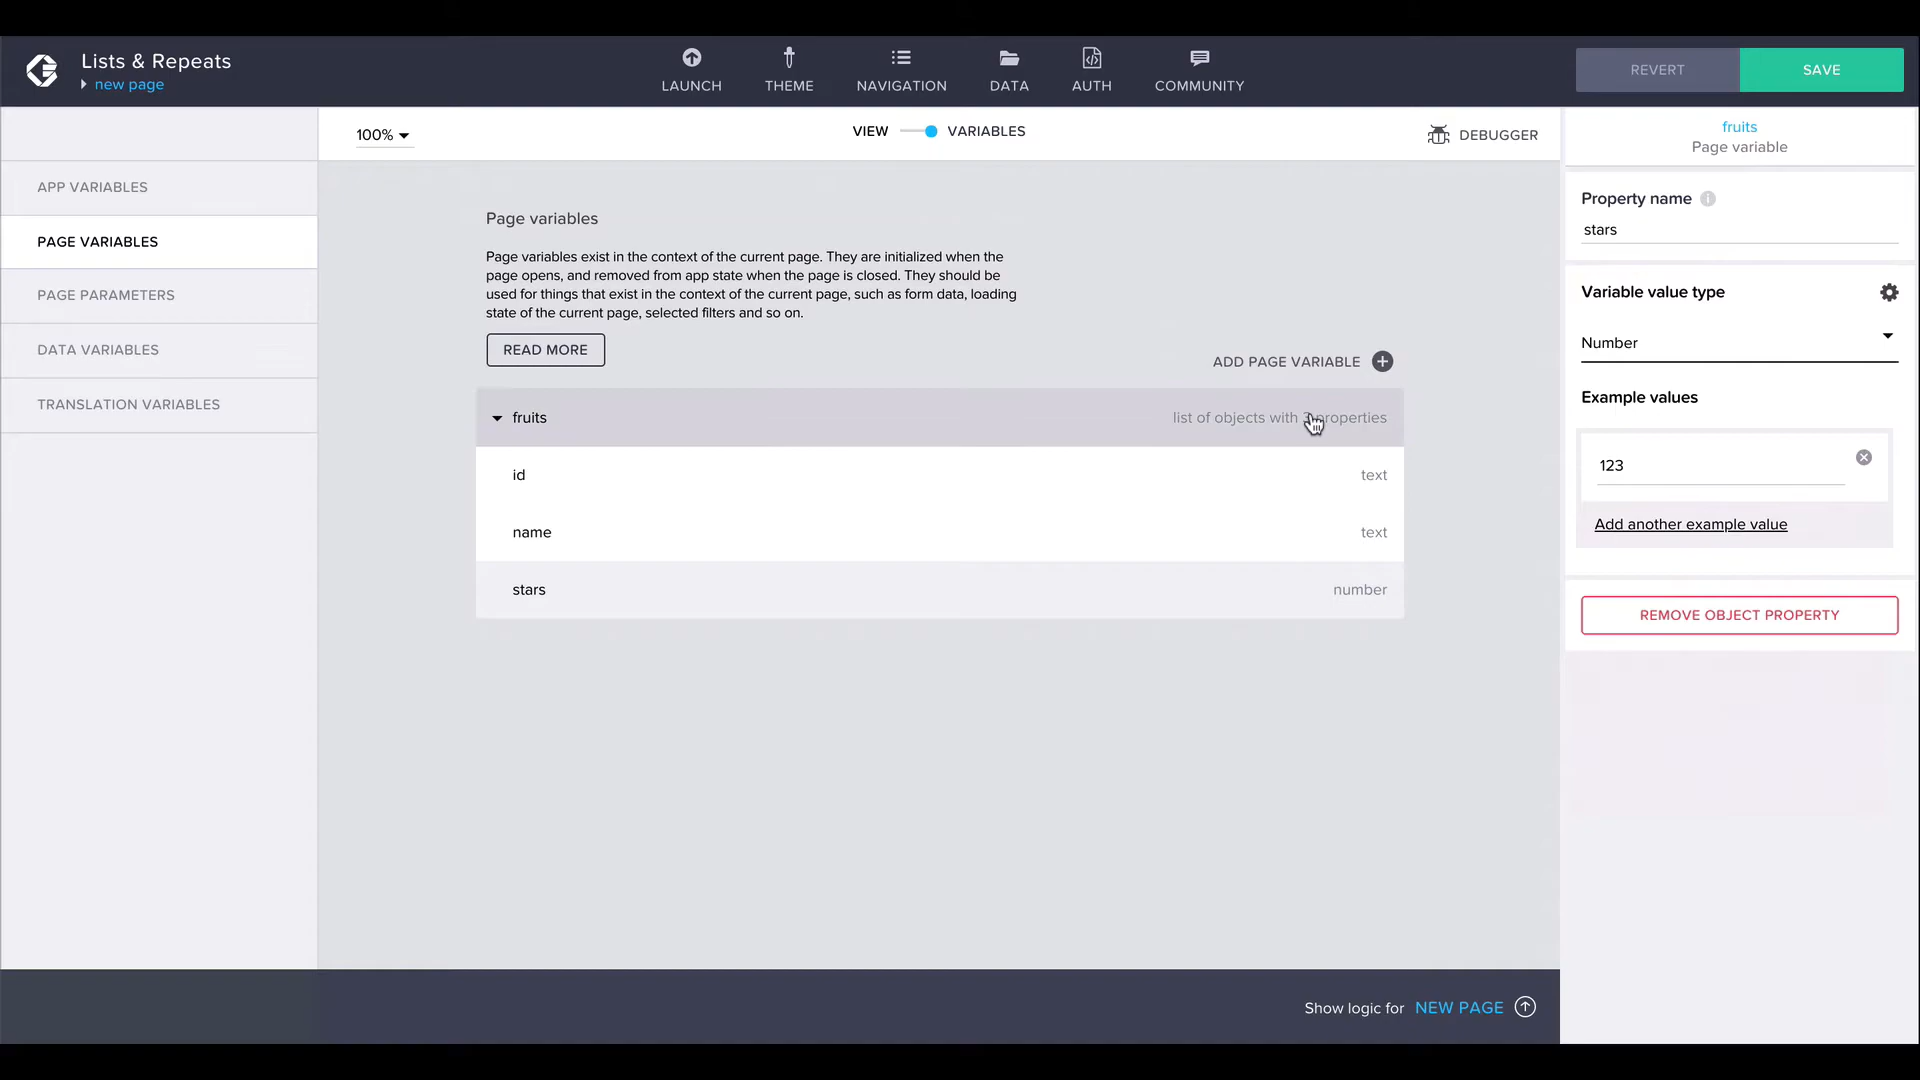 Lists & Repeats
new page
LAUNCH
THEME
NAVIGATION
DATA
AUTH
COMMUNITY
REVERT
SAVE
100%
VIEW
VARIABLES
DEBUGGER
APP VARIABLES
PAGE VARIABLES
PAGE PARAMETERS
DATA VARIABLES
TRANSLATION VARIABLES
Page variables
Page variables exist in the context of the current page. They are initialized when the
page opens, and removed from app state when the page is closed. They should be
used for things that exist in the context of the current page, such as form data, loading
state of the current page, selected filters and so on.
READ MORE
ADD PAGE VARIABLE
fruits
list of objects with properties
id
text
name
text
stars
number
fruits
Page variable
Property name
stars
Variable value type
Number
Example values
123
Add another example value
REMOVE OBJECT PROPERTY
Show logic for NEW PAGE